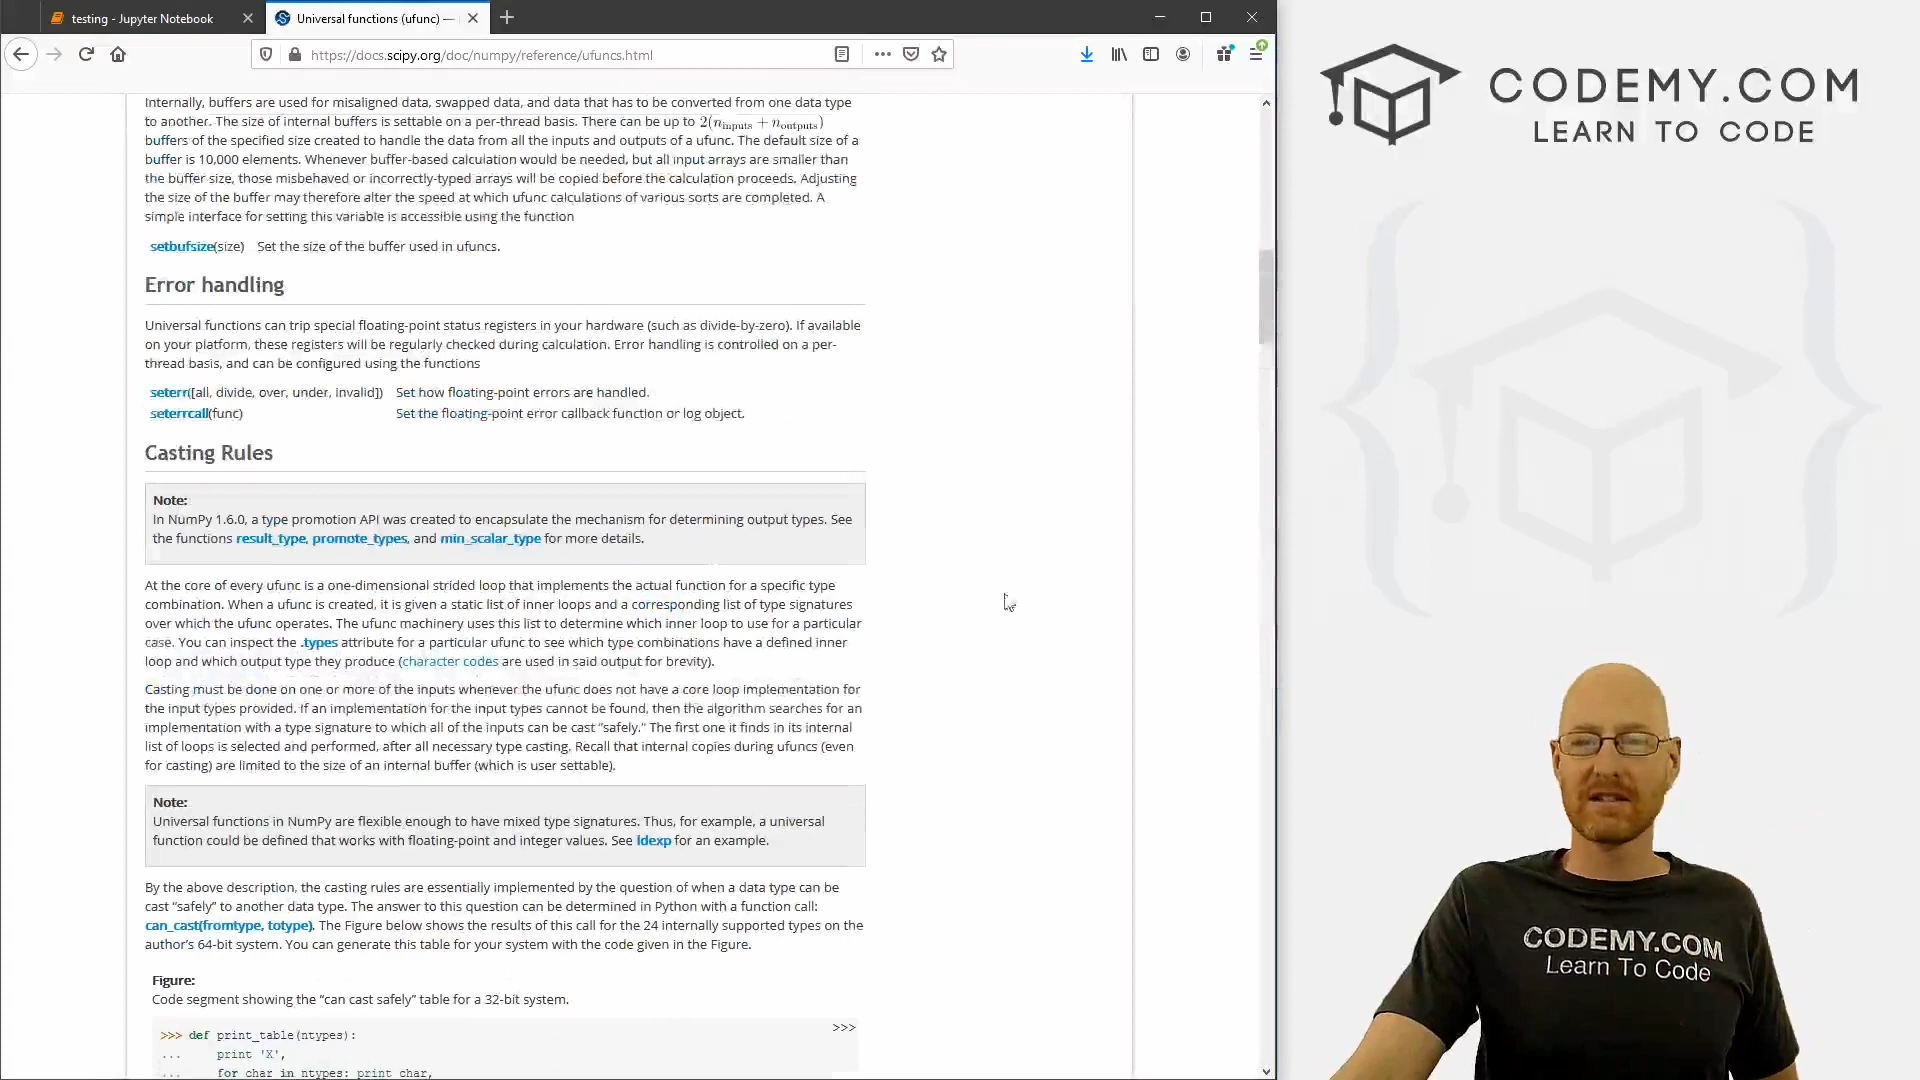 testing - Jupyter Notebook
Universal functions (ufunc) —
https://docs.scipy.org/doc/numpy/reference/ufuncs.html
Internally, buffers are used for misaligned data, swapped data, and data that has to be converted from one data type
to another. The size of internal buffers is settable on a per-thread basis. There can be up to 2(n_inputs + n_outputs)
buffers of the specified size created to handle the data from all the inputs and outputs of a ufunc. The default size of a
buffer is 10,000 elements. Whenever buffer-based calculation would be needed, but all input arrays are smaller than
the buffer size, those misbehaved or incorrectly-typed arrays will be copied before the calculation proceeds. Adjusting
the size of the buffer may therefore alter the speed at which ufunc calculations of various sorts are completed. A
simple interface for setting this variable is accessible using the function
setbufsize(size) Set the size of the buffer used in ufuncs.
Error handling
Universal functions can trip special floating-point status registers in your hardware (such as divide-by-zero). If available
on your platform, these registers will be regularly checked during calculation. Error handling is controlled on a per-
thread basis, and can be configured using the functions
seterr([all, divide, over, under, invalid]) Set how floating-point errors are handled.
seterrcall(func) Set the floating-point error callback function or log object.
Casting Rules
Note:
In NumPy 1.6.0, a type promotion API was created to encapsulate the mechanism for determining output types. See
the functions result_type, promote_types, and min_scalar_type for more details.
At the core of every ufunc is a one-dimensional strided loop that implements the actual function for a specific type
combination. When a ufunc is created, it is given a static list of inner loops and a corresponding list of type signatures
over which the ufunc operates. The ufunc machinery uses this list to determine which inner loop to use for a particular
case. You can inspect the .types attribute for a particular ufunc to see which type combinations have a defined inner
loop and which output type they produce (character codes are used in said output for brevity).
Casting must be done on one or more of the inputs whenever the ufunc does not have a core loop implementation for
the input types provided. If an implementation for the input types cannot be found, then the algorithm searches for an
implementation with a type signature to which all of the inputs can be cast “safely.” The first one it finds in its internal
list of loops is selected and performed, after all necessary type casting. Recall that internal copies during ufuncs (even
for casting) are limited to the size of an internal buffer (which is user settable).
Note:
Universal functions in NumPy are flexible enough to have mixed type signatures. Thus, for example, a universal
function could be defined that works with floating-point and integer values. See ldexp for an example.
By the above description, the casting rules are essentially implemented by the question of when a data type can be
cast “safely” to another data type. The answer to this question can be determined in Python with a function call:
can_cast(fromtype, totype). The Figure below shows the results of this call for the 24 internally supported types on the
author’s 64-bit system. You can generate this table for your system with the code given in the Figure.
Figure:
Code segment showing the “can cast safely” table for a 32-bit system.
>>>
>>> def print_table(ntypes):
... print 'X',
... for char in ntypes: print char,
CODEMY.COM
LEARN TO CODE
CODEMY.COM
Learn To Code